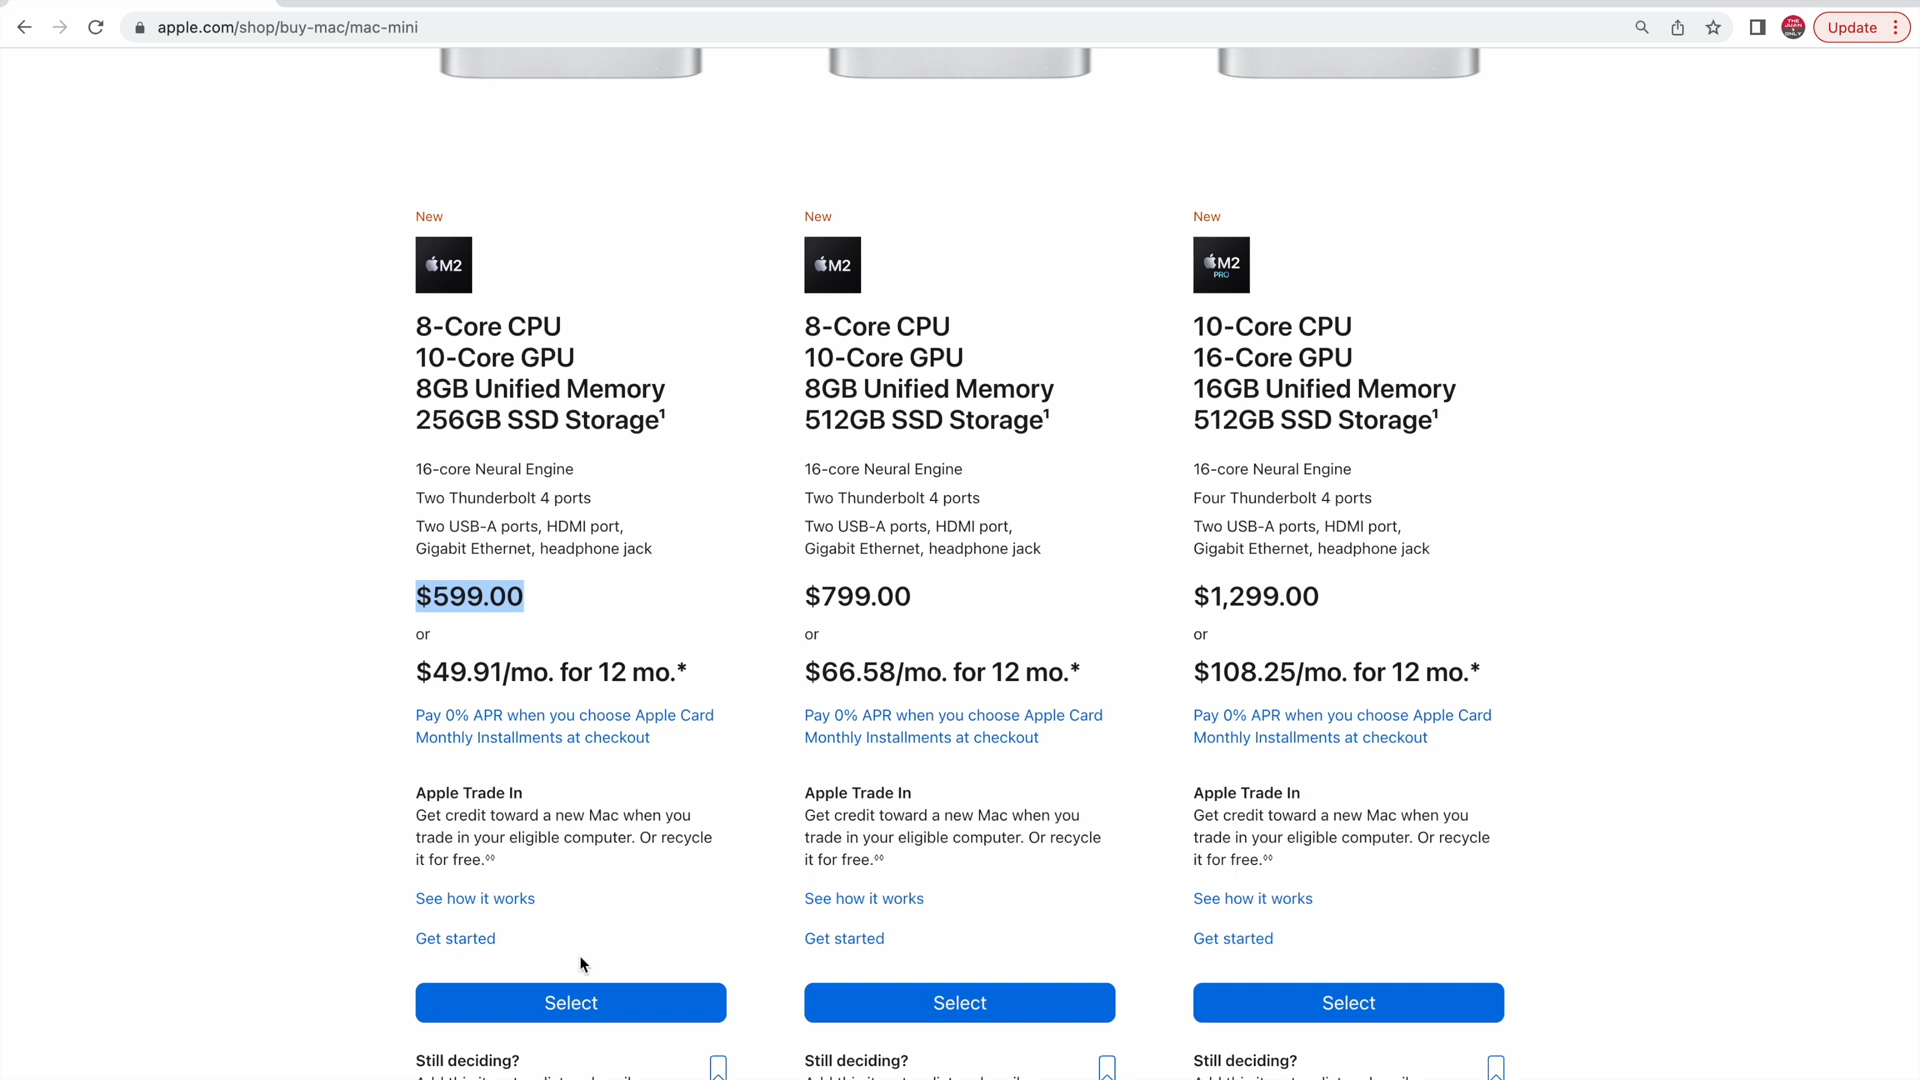 apple.com/shop/buy-mac/mac-mini
THE JUAN & ONLY
Update
New
M2
8-Core CPU
10-Core GPU
8GB Unified Memory
256GB SSD Storage¹
16-core Neural Engine
Two Thunderbolt 4 ports
Two USB-A ports, HDMI port,
Gigabit Ethernet, headphone jack
$599.00
or
$49.91/mo. for 12 mo.*
Pay 0% APR when you choose Apple Card
Monthly Installments at checkout
Apple Trade In
Get credit toward a new Mac when you
trade in your eligible computer. Or recycle
it for free.◊◊
See how it works
Get started
Select
Still deciding?
New
M2
8-Core CPU
10-Core GPU
8GB Unified Memory
512GB SSD Storage¹
16-core Neural Engine
Two Thunderbolt 4 ports
Two USB-A ports, HDMI port,
Gigabit Ethernet, headphone jack
$799.00
or
$66.58/mo. for 12 mo.*
Pay 0% APR when you choose Apple Card
Monthly Installments at checkout
Apple Trade In
Get credit toward a new Mac when you
trade in your eligible computer. Or recycle
it for free.◊◊
See how it works
Get started
Select
Still deciding?
New
M2
PRO
10-Core CPU
16-Core GPU
16GB Unified Memory
512GB SSD Storage¹
16-core Neural Engine
Four Thunderbolt 4 ports
Two USB-A ports, HDMI port,
Gigabit Ethernet, headphone jack
$1,299.00
or
$108.25/mo. for 12 mo.*
Pay 0% APR when you choose Apple Card
Monthly Installments at checkout
Apple Trade In
Get credit toward a new Mac when you
trade in your eligible computer. Or recycle
it for free.◊◊
See how it works
Get started
Select
Still deciding?